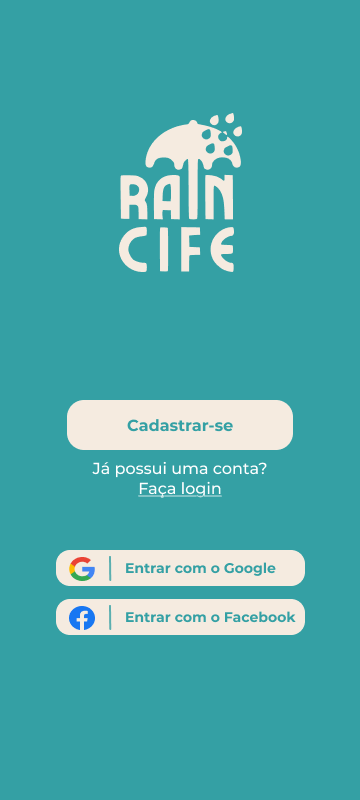 RAIN
CIFE
Cadastrar-se
Já possui uma conta?
Faça login
Entrar com o Google
Entrar com o Facebook